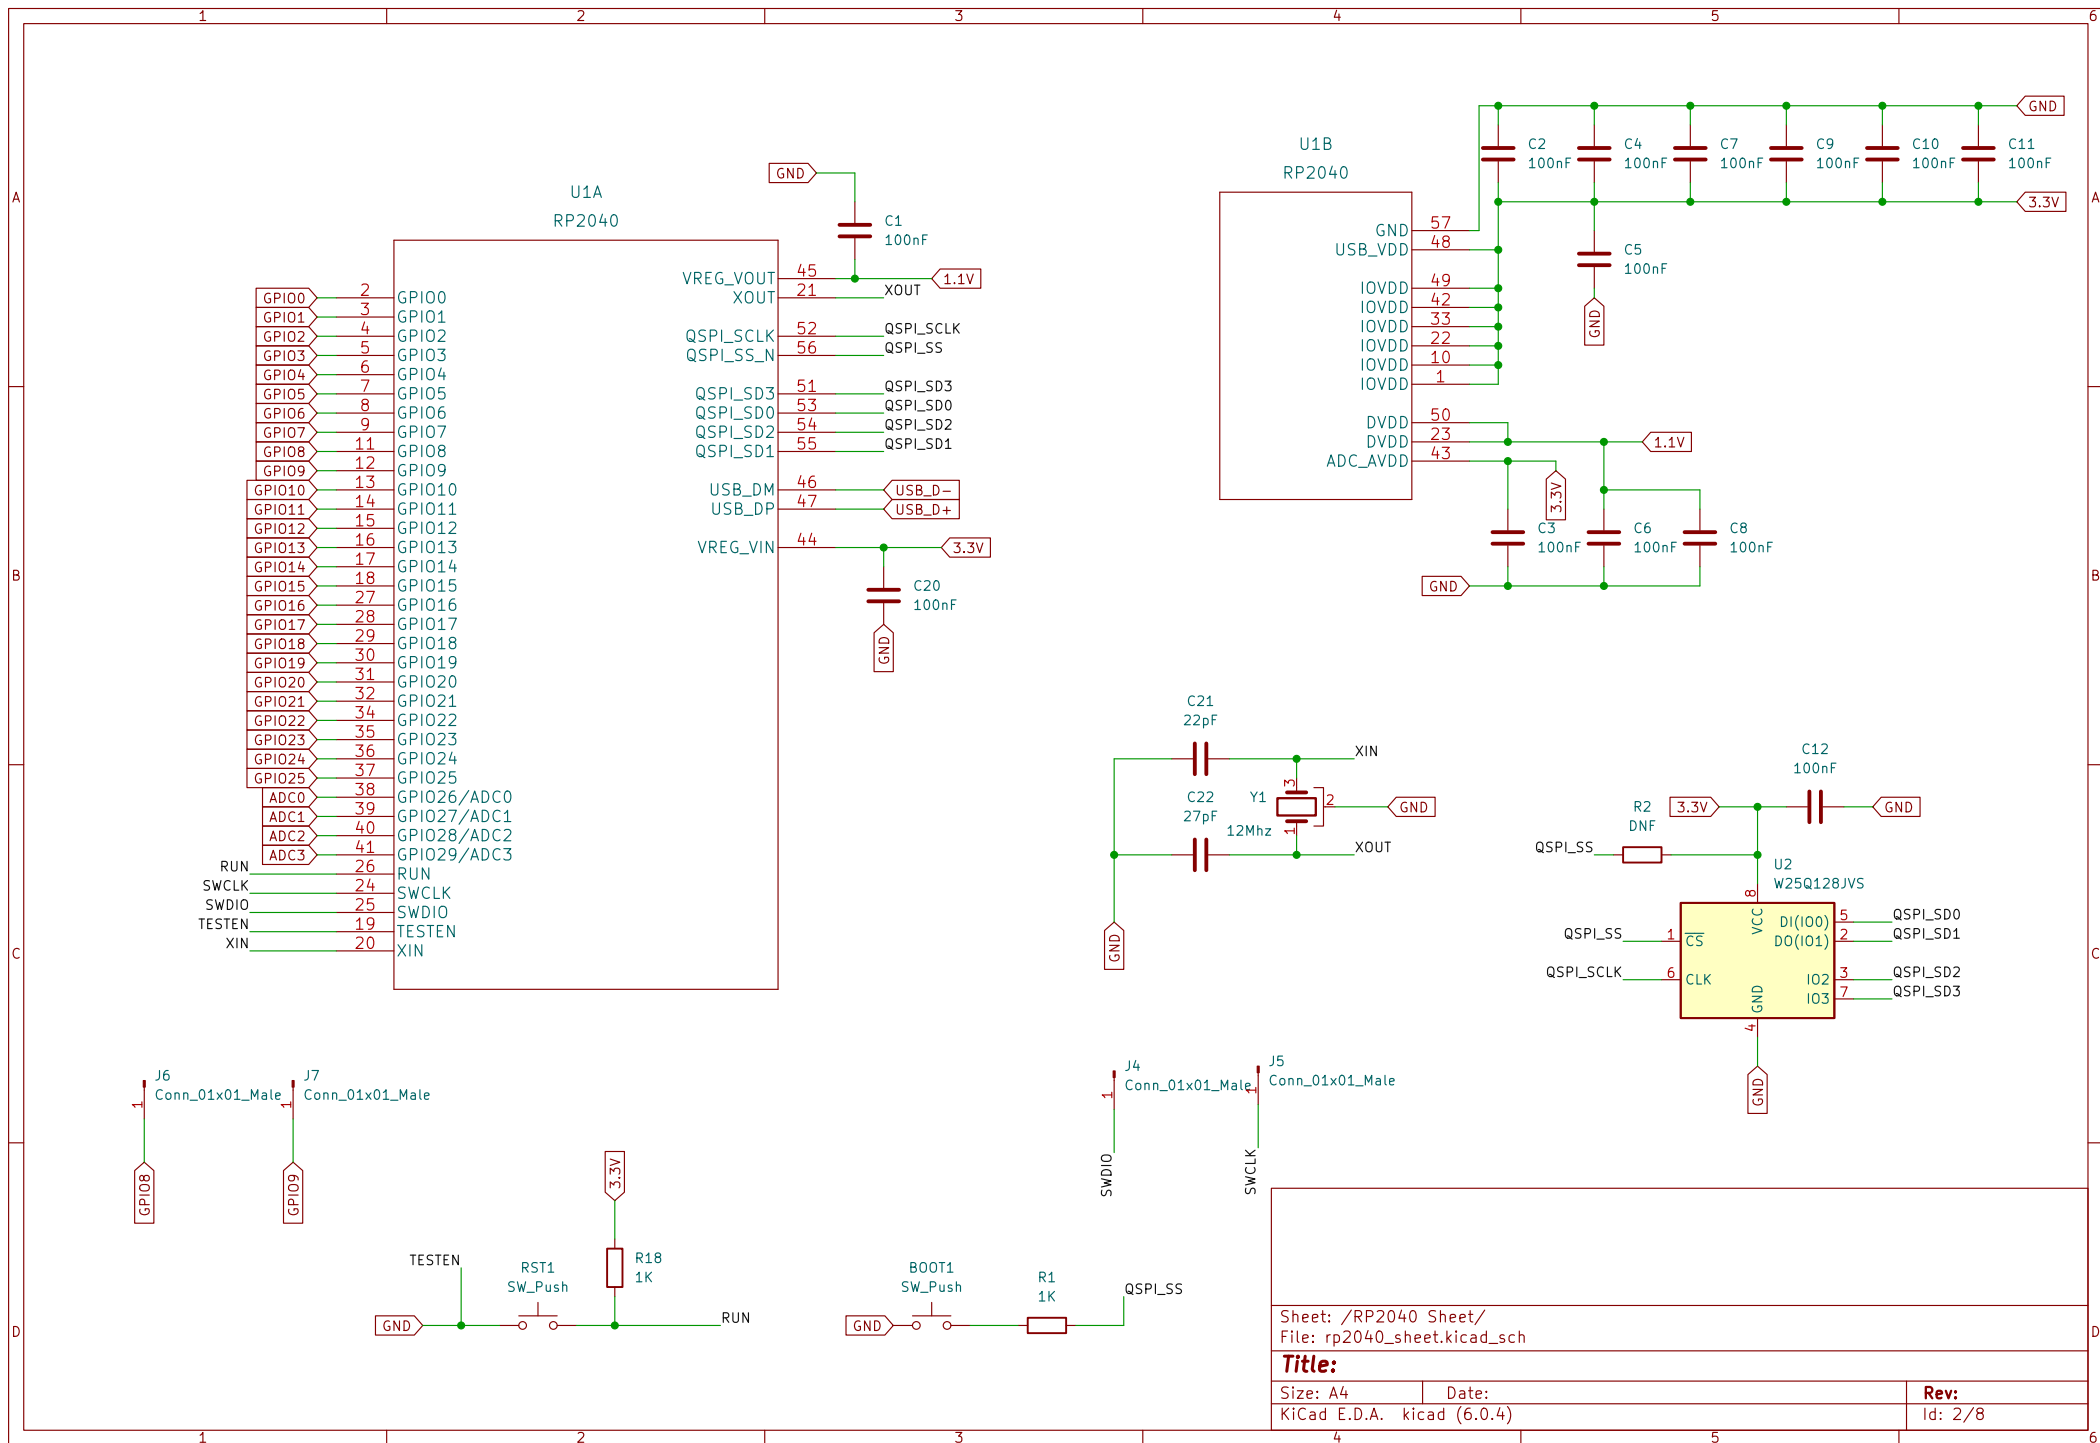 1 2 3 4 5 6
A
B
C
D
U1A
RP2040
GPIO0 2 GPIO0
GPIO1 3 GPIO1
GPIO2 4 GPIO2
GPIO3 5 GPIO3
GPIO4 6 GPIO4
GPIO5 7 GPIO5
GPIO6 8 GPIO6
GPIO7 9 GPIO7
GPIO8 11 GPIO8
GPIO9 12 GPIO9
GPIO10 13 GPIO10
GPIO11 14 GPIO11
GPIO12 15 GPIO12
GPIO13 16 GPIO13
GPIO14 17 GPIO14
GPIO15 18 GPIO15
GPIO16 27 GPIO16
GPIO17 28 GPIO17
GPIO18 29 GPIO18
GPIO19 30 GPIO19
GPIO20 31 GPIO20
GPIO21 32 GPIO21
GPIO22 34 GPIO22
GPIO23 35 GPIO23
GPIO24 36 GPIO24
GPIO25 37 GPIO25
ADC0 38 GPIO26/ADC0
ADC1 39 GPIO27/ADC1
ADC2 40 GPIO28/ADC2
ADC3 41 GPIO29/ADC3
RUN 26 RUN
SWCLK 24 SWCLK
SWDIO 25 SWDIO
TESTEN 19 TESTEN
XIN 20 XIN
GND
C1
100nF
VREG_VOUT 45 1.1V
XOUT 21 XOUT
QSPI_SCLK 52 QSPI_SCLK
QSPI_SS_N 56 QSPI_SS
QSPI_SD3 51 QSPI_SD3
QSPI_SD0 53 QSPI_SD0
QSPI_SD2 54 QSPI_SD2
QSPI_SD1 55 QSPI_SD1
USB_DM 46 USB_D-
USB_DP 47 USB_D+
VREG_VIN 44 3.3V
C20
100nF
GND
U1B
RP2040
GND 57
USB_VDD 48
IOVDD 49
IOVDD 42
IOVDD 33
IOVDD 22
IOVDD 10
IOVDD 1
DVDD 50
DVDD 23 1.1V
ADC_AVDD 43
3.3V
GND
C2 C4 C7 C9 C10 C11
100nF 100nF 100nF 100nF 100nF 100nF
3.3V
C5
100nF
GND
C3 C6 C8
100nF 100nF 100nF
GND
C21
22pF
XIN
3
Y1
12Mhz
2 GND
1
C22
27pF
XOUT
GND
C12
100nF
3.3V GND
R2
DNF
QSPI_SS
U2
W25Q128JVS
8
VCC
QSPI_SS 1 CS
QSPI_SCLK 6 CLK
DI(IO0) 5 QSPI_SD0
DO(IO1) 2 QSPI_SD1
IO2 3 QSPI_SD2
IO3 7 QSPI_SD3
GND
4
GND
J6
Conn_01x01_Male
1
GPIO8
J7
Conn_01x01_Male
1
GPIO9
J4
Conn_01x01_Male
1
SWDIO
J5
Conn_01x01_Male
1
SWCLK
3.3V
R18
1K
TESTEN
RST1
SW_Push
GND
RUN
BOOT1
SW_Push
GND
R1
1K
QSPI_SS
Sheet: /RP2040 Sheet/
File: rp2040_sheet.kicad_sch
Title:
Size: A4 Date: Rev:
KiCad E.D.A. kicad (6.0.4) Id: 2/8
A
B
C
D
1 2 3 4 5 6